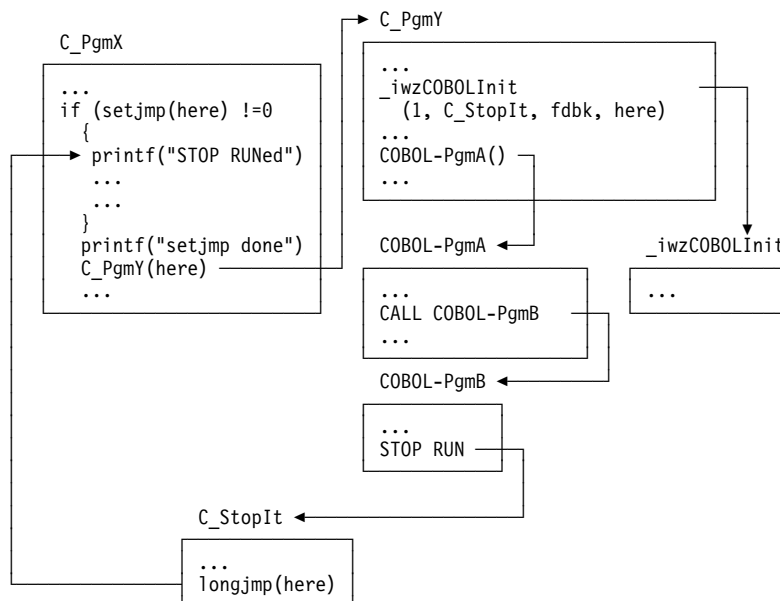 C_PgmX
...
if (setjmp(here) !=0
{
printf("STOP RUNed")
...
...
}
printf("setjmp done")
C_PgmY(here)
...
C_PgmY
...
_iwzCOBOLInit
(1, C_StopIt, fdbk, here)
...
COBOL-PgmA()
...
_iwzCOBOLInit
...
COBOL-PgmA
...
CALL COBOL-PgmB
...
COBOL-PgmB
...
STOP RUN
C_StopIt
...
longjmp(here)